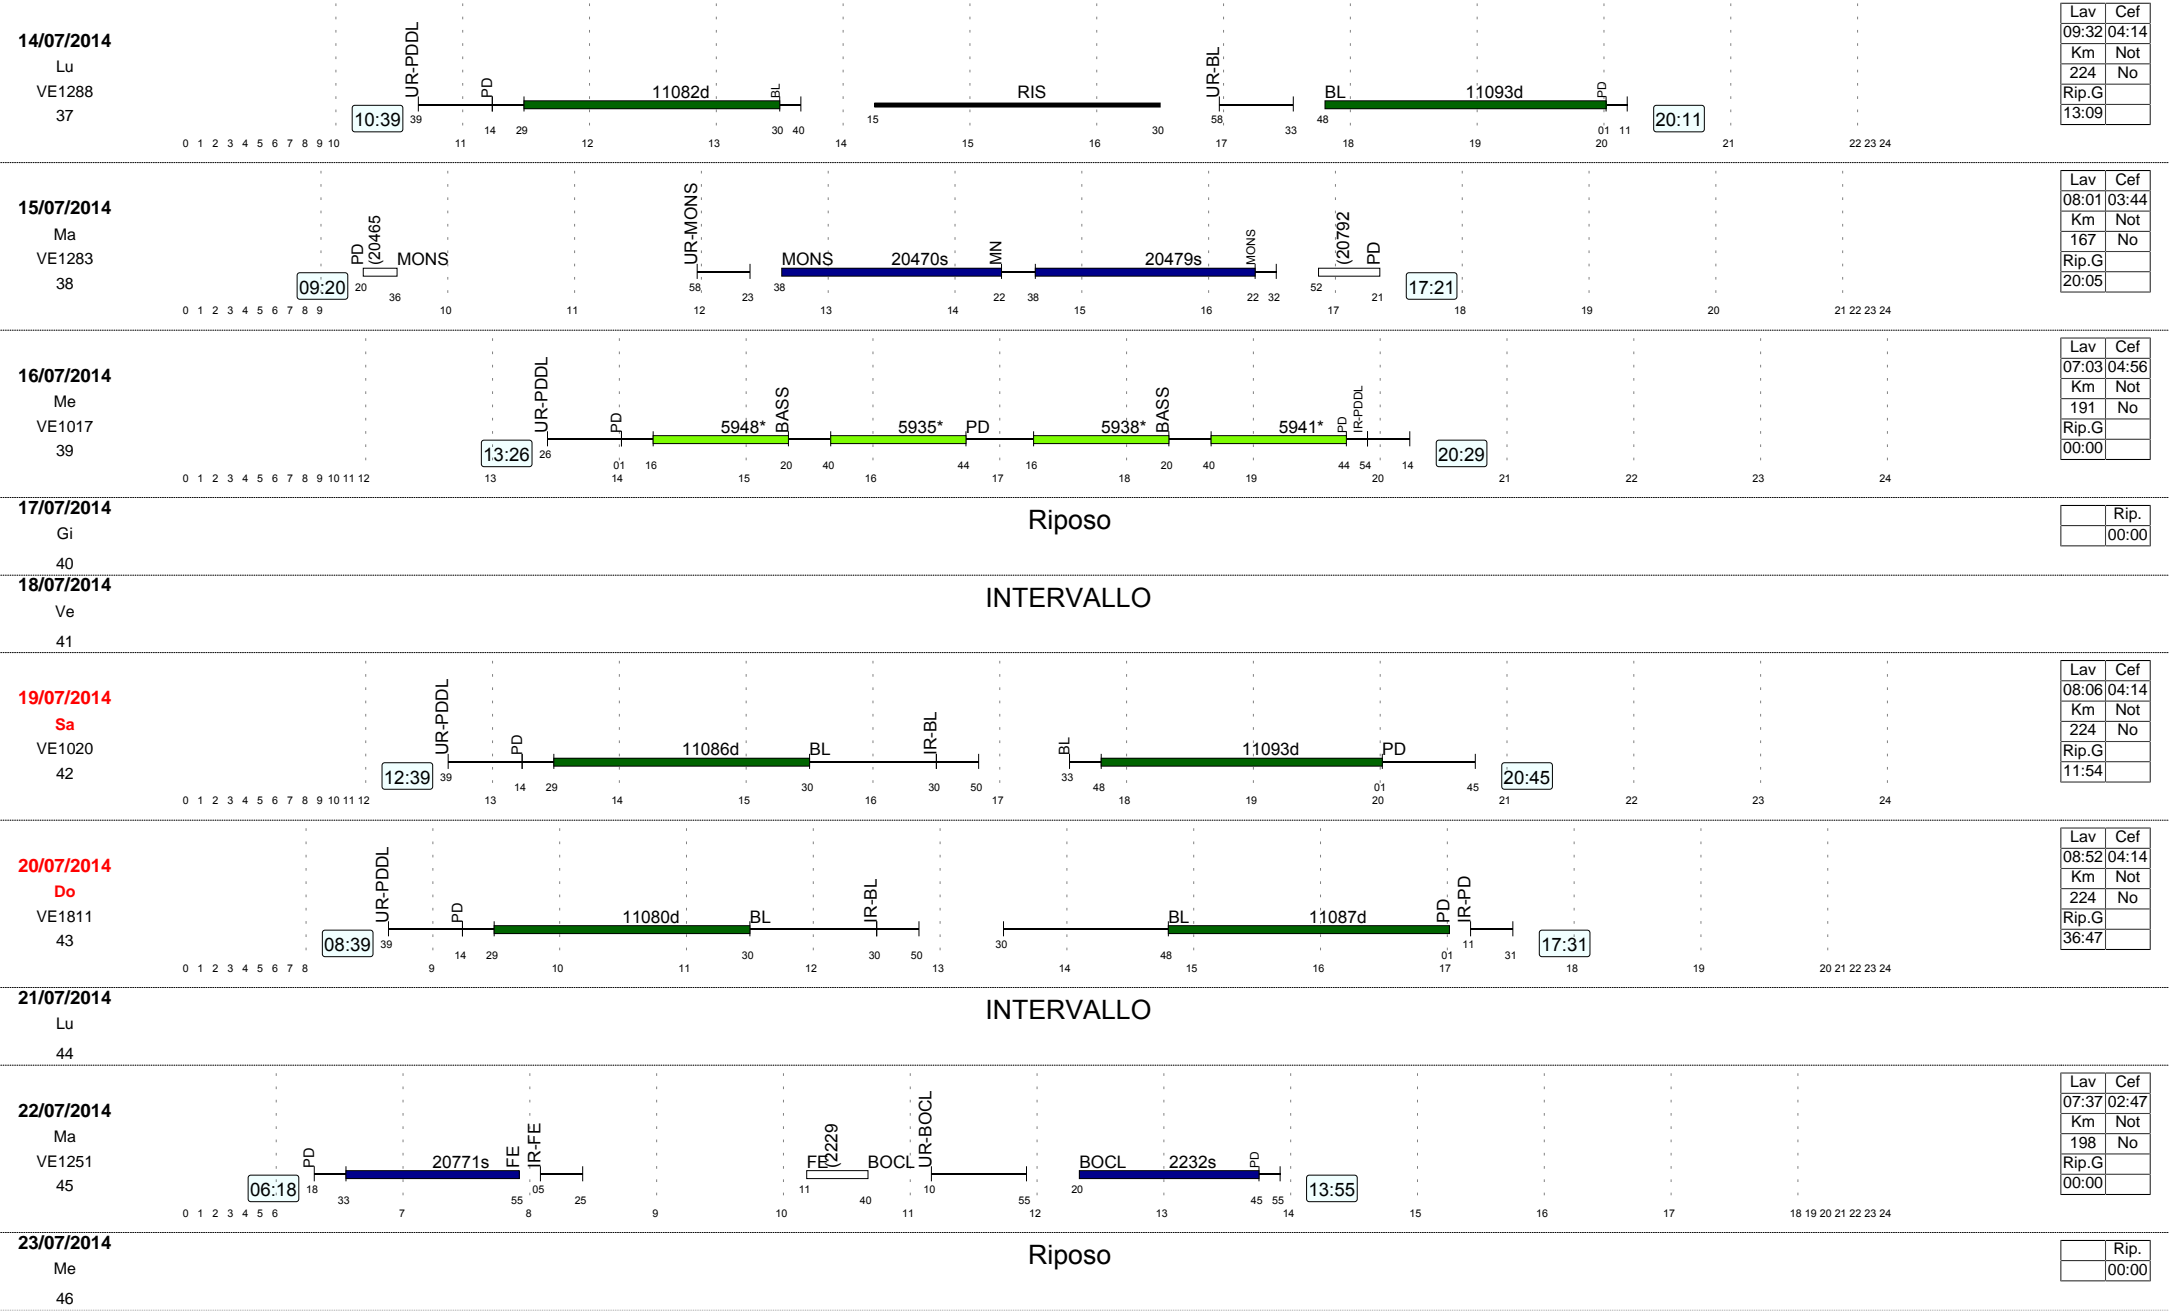 14/07/2014
Lu
VE1288
37
10:39
UR-PDDL PD 11082d BL RIS UR-BL BL 11093d PD
39 14 29 30 40 15 30 58 33 48 01 11
20:11
0 1 2 3 4 5 6 7 8 9 10 11 12 13 14 15 16 17 18 19 20 21 22 23 24
Lav Cef
09:32 04:14
Km Not
224 No
Rip.G
13:09
15/07/2014
Ma
VE1283
38
09:20
PD (20465 MONS UR-MONS MONS 20470s MN 20479s MONS (20792 PD
20 36 58 23 38 22 38 22 32 52 21
17:21
0 1 2 3 4 5 6 7 8 9 10 11 12 13 14 15 16 17 18 19 20 21 22 23 24
Lav Cef
08:01 03:44
Km Not
167 No
Rip.G
20:05
16/07/2014
Me
VE1017
39
13:26
UR-PDDL PD 5948* BASS 5935* PD 5938* BASS 5941* PD IR-PDDL
26 01 16 20 40 44 16 20 40 44 54 14
20:29
0 1 2 3 4 5 6 7 8 9 10 11 12 13 14 15 16 17 18 19 20 21 22 23 24
Lav Cef
07:03 04:56
Km Not
191 No
Rip.G
00:00
17/07/2014
Gi
40
Riposo
Rip.
00:00
18/07/2014
Ve
41
INTERVALLO
19/07/2014
Sa
VE1020
42
12:39
UR-PDDL PD 11086d BL IR-BL BL 11093d PD
39 14 29 30 30 50 33 48 01 45
20:45
0 1 2 3 4 5 6 7 8 9 10 11 12 13 14 15 16 17 18 19 20 21 22 23 24
Lav Cef
08:06 04:14
Km Not
224 No
Rip.G
11:54
20/07/2014
Do
VE1811
43
08:39
UR-PDDL PD 11080d BL IR-BL BL 11087d PD IR-PD
39 14 29 30 30 50 30 48 01 11 31
17:31
0 1 2 3 4 5 6 7 8 9 10 11 12 13 14 15 16 17 18 19 20 21 22 23 24
Lav Cef
08:52 04:14
Km Not
224 No
Rip.G
36:47
21/07/2014
Lu
44
INTERVALLO
22/07/2014
Ma
VE1251
45
06:18
PD 20771s FE IR-FE FE (2229 BOCL UR-BOCL BOCL 2232s PD
18 33 55 05 25 11 40 10 55 20 45 55
13:55
0 1 2 3 4 5 6 7 8 9 10 11 12 13 14 15 16 17 18 19 20 21 22 23 24
Lav Cef
07:37 02:47
Km Not
198 No
Rip.G
00:00
23/07/2014
Me
46
Riposo
Rip.
00:00